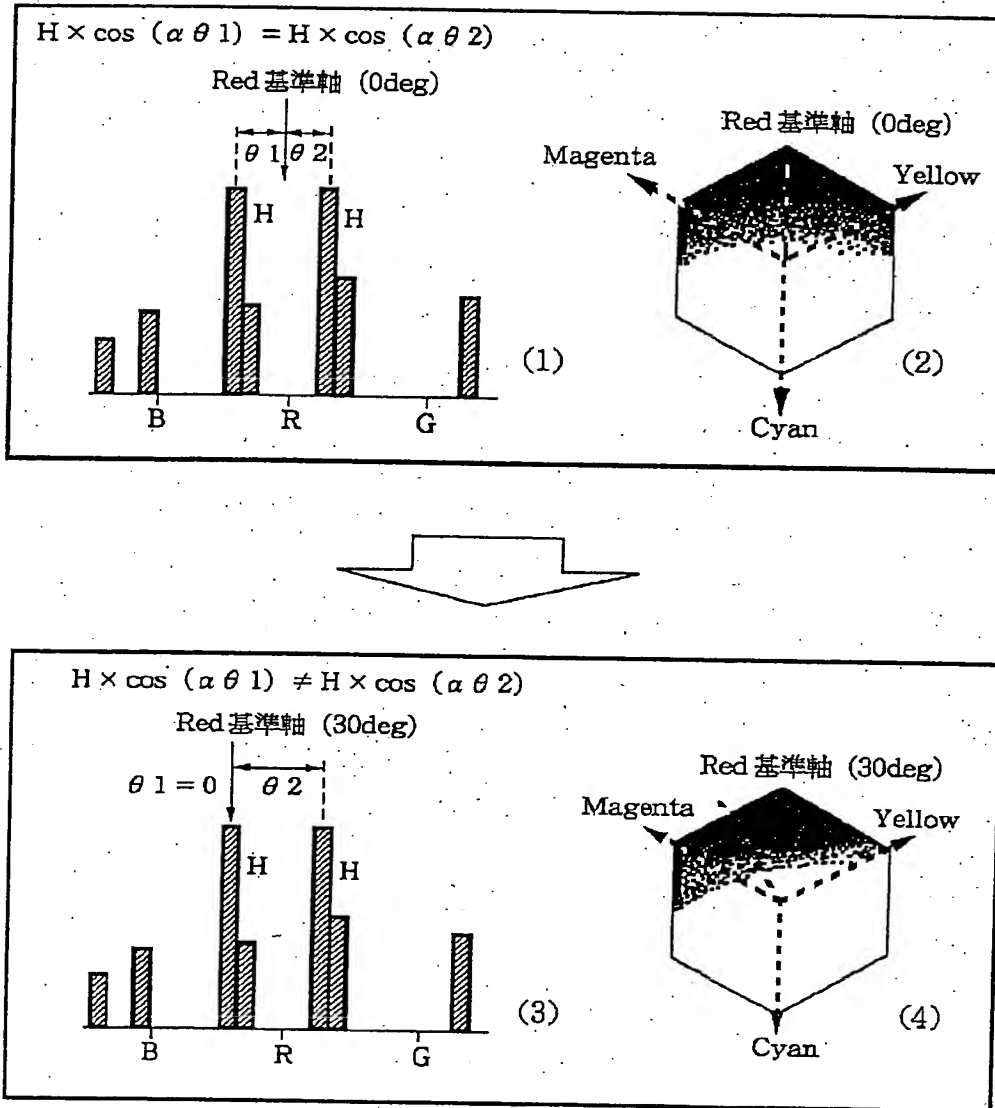 H × cos (α θ 1) = H × cos (α θ 2)
Red 基準軸 (0deg)
θ 1 θ 2
H
H
B
R
G
(1)
Red 基準軸 (0deg)
Magenta
Yellow
(2)
Cyan
H × cos (α θ 1) ≠ H × cos (α θ 2)
Red 基準軸 (30deg)
θ 1 = 0
θ 2
H
H
B
R
G
(3)
Red 基準軸 (30deg)
Magenta
Yellow
(4)
Cyan